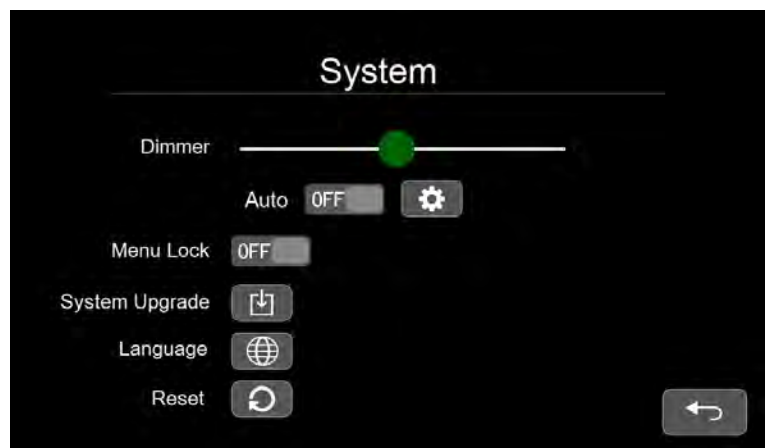 System
Dimmer
Auto OFF
Menu Lock OFF
System Upgrade
Language
Reset